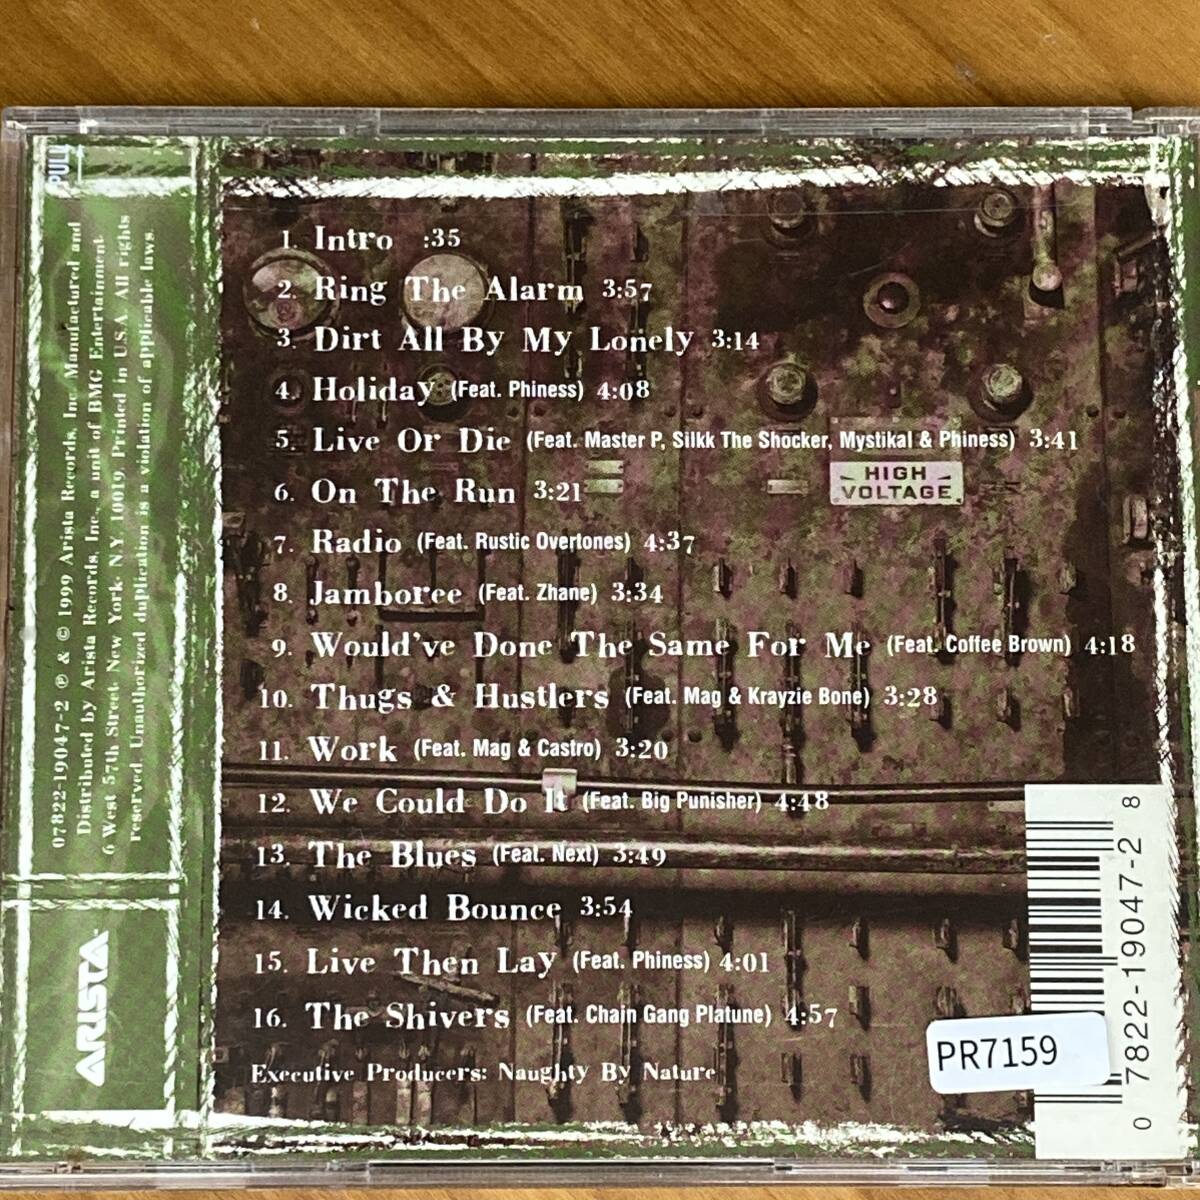 1. Intro :35
2. Ring The Alarm 3:57
3. Dirt All By My Lonely 3:14
4. Holiday (Feat. Phiness) 4:08
5. Live Or Die (Feat. Master P, Silkk The Shocker, Mystikal & Phiness) 3:41
6. On The Run 3:21
7. Radio (Feat. Rustic Overtones) 4:37
8. Jamboree (Feat. Zhane) 3:34
9. Would've Done The Same For Me (Feat. Coffee Brown) 4:18
10. Thugs & Hustlers (Feat. Mag & Krayzie Bone) 3:28
11. Work (Feat. Mag & Castro) 3:20
12. We Could Do It (Feat. Big Punisher) 4:48
13. The Blues (Feat. Next) 3:49
14. Wicked Bounce 3:54
15. Live Then Lay (Feat. Phiness) 4:01
16. The Shivers (Feat. Chain Gang Platune) 4:57
Executive Producers: Naughty By Nature
HIGH
VOLTAGE
PULL
07822-19047-2 ℗ & © 1999 Arista Records, Inc. Manufactured and
Distributed by Arista Records, Inc., a unit of BMG Entertainment
6 West 57th Street, New York, NY 10019. Printed in U.S.A. All rights
reserved. Unauthorized duplication is a violation of applicable laws.
ARISTA
PR7159
0 7822-19047-2 8